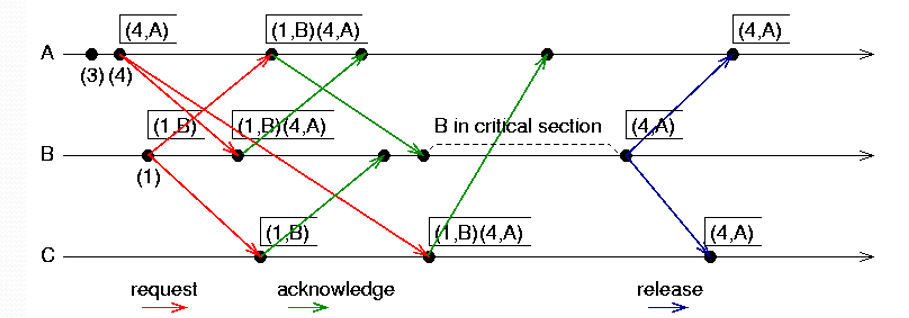 (4,A) (1,B)(4,A) (4,A)
A
(3) (4)
(1,B) (1,B)(4,A) B in critical section (4,A)
B
(1)
(1,B) (1,B)(4,A) (4,A)
C
request acknowledge release